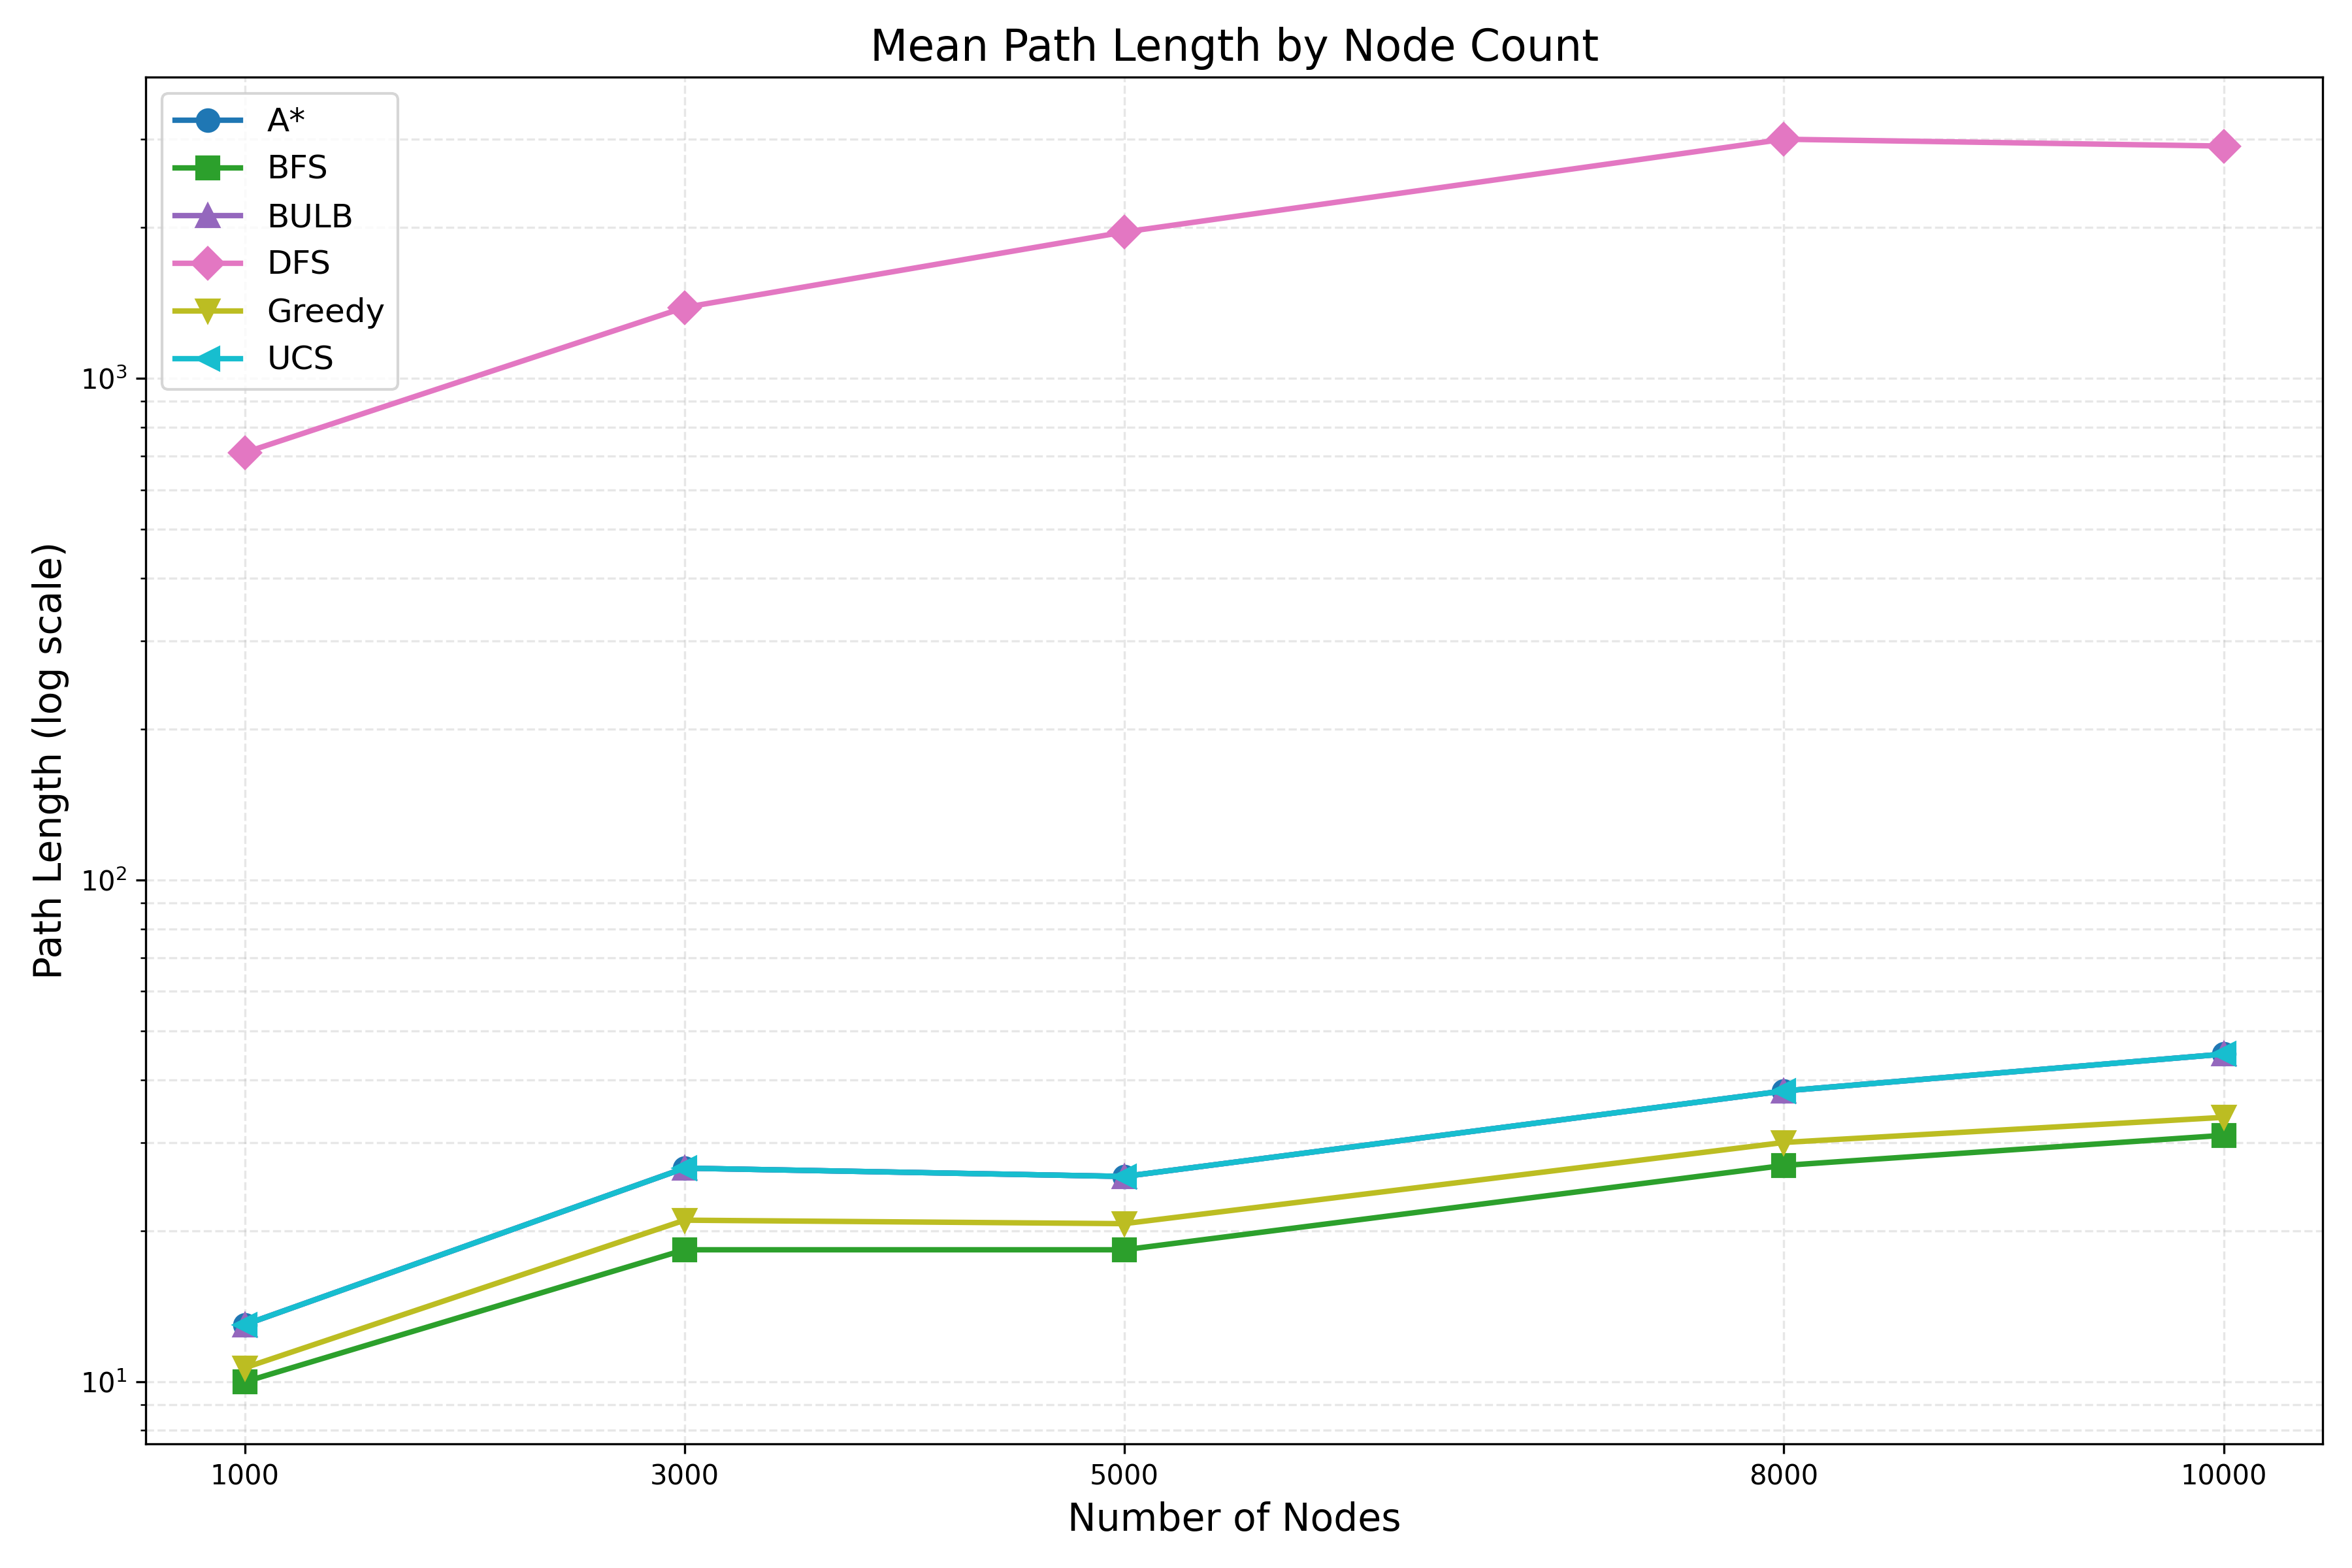 Mean Path Length by Node Count
A*
BFS
BULB
DFS
Greedy
UCS
Path Length (log scale)
10³
10²
10¹
1000 3000 5000 8000 10000
Number of Nodes